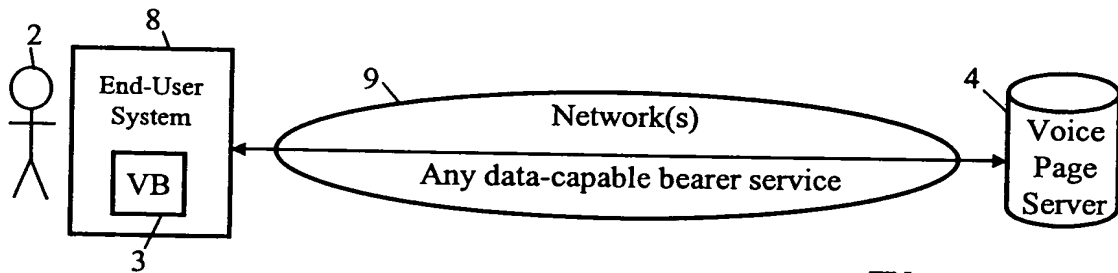 2
8
End-User
System
VB
3
9
Network(s)
Any data-capable bearer service
4
Voice
Page
Server